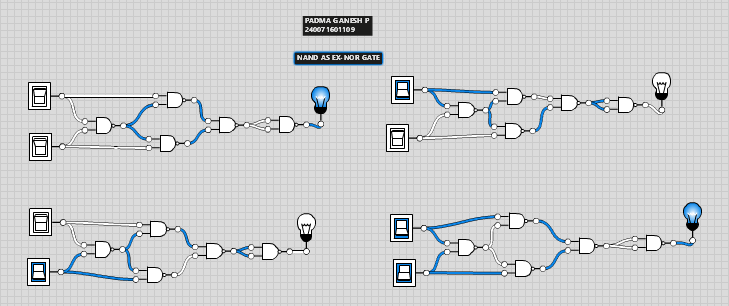 PADMA GANESH P
240071601109
NAND AS EX-NOR GATE